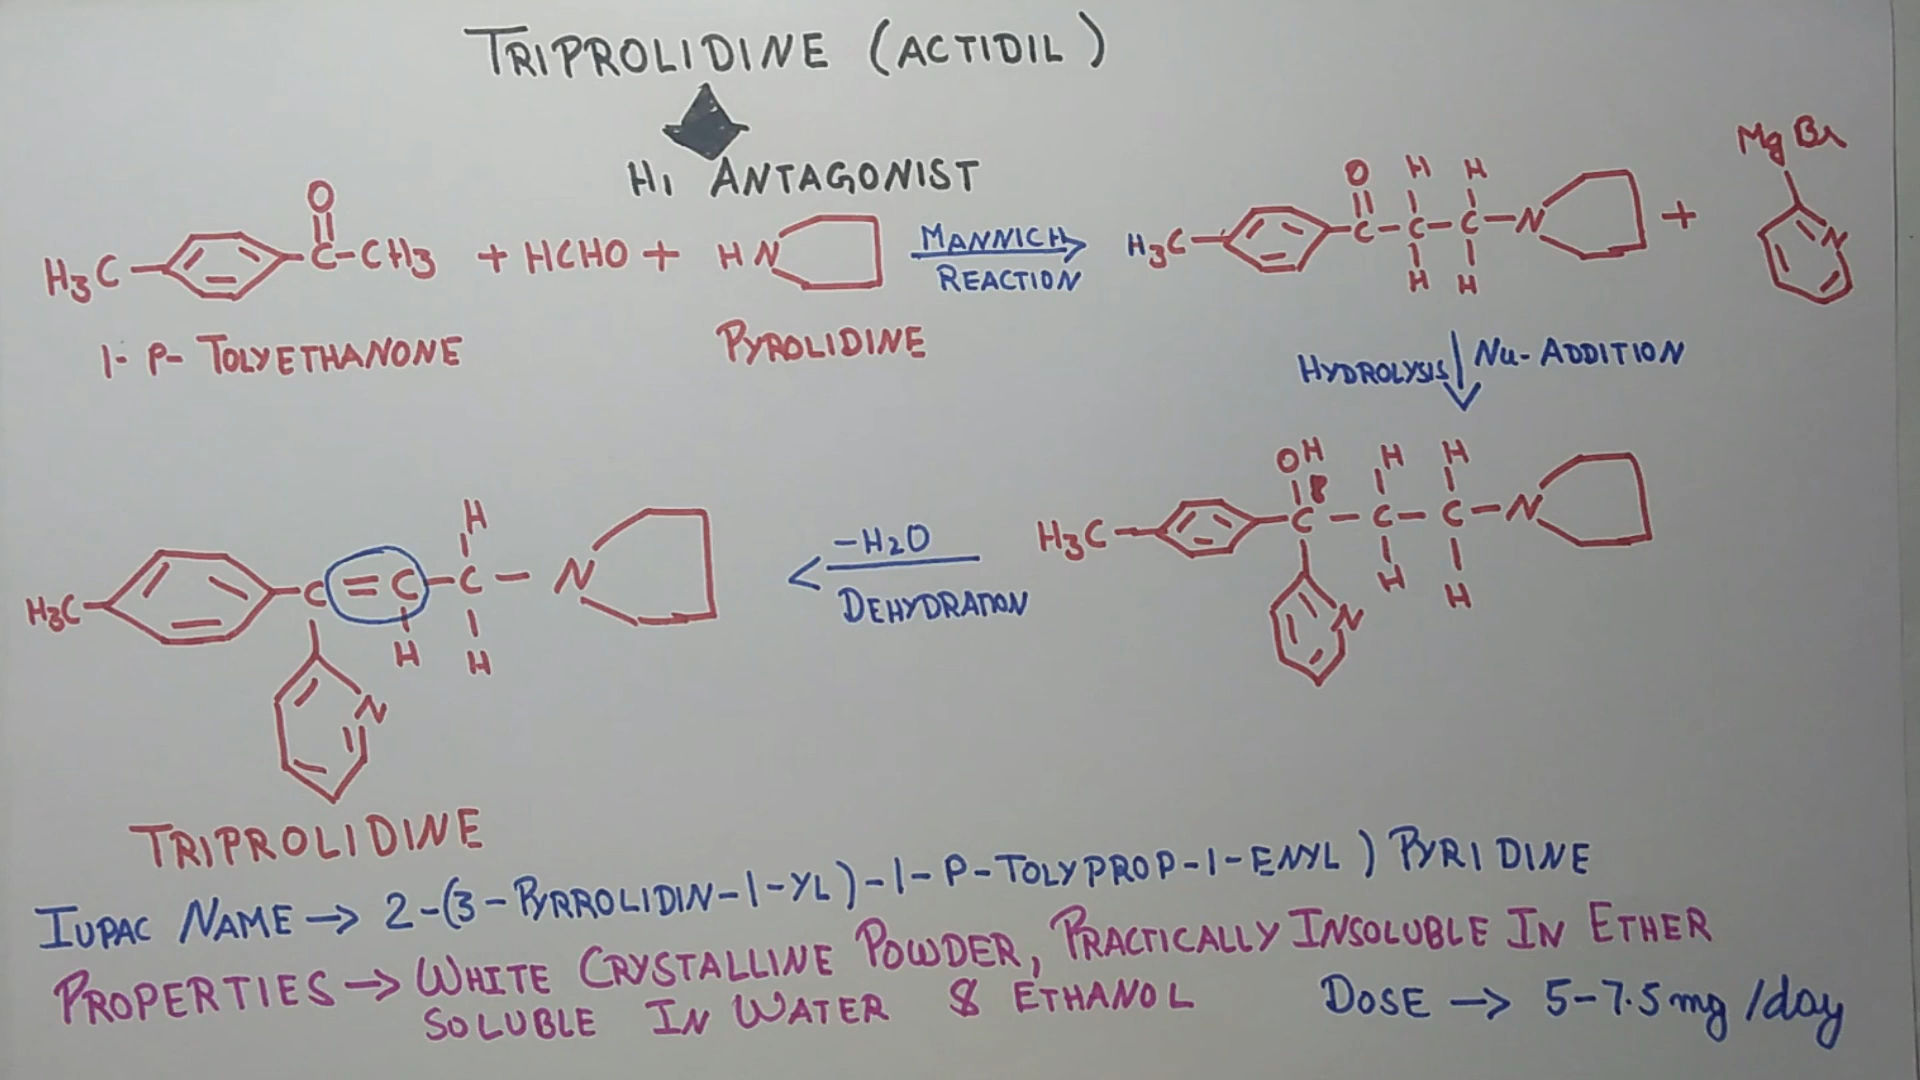 TRIPROLIDINE (ACTIDIL)
H1 ANTAGONIST
H3C
O
C-CH3 + HCHO + HN
MANNICH
REACTION
H3C
O H H
C-C-C-N
H H
+
MgBr
N
1- P- TOLYETHANONE
PYROLIDINE
HYDROLYSIS
NU- ADDITION
H3C
OH H H
C-C-C-N
H H
N
-H2O
DEHYDRATION
H3C
H
C=C-C-N
H H
N
TRIPROLIDINE
IUPAC NAME → 2-(3-PYRROLIDIN-1-YL)-1-P-TOLYPROP-1-ENYL) PYRIDINE
PROPERTIES → WHITE CRYSTALLINE POWDER, PRACTICALLY INSOLUBLE IN ETHER
SOLUBLE IN WATER & ETHANOL
DOSE → 5-7.5mg/day